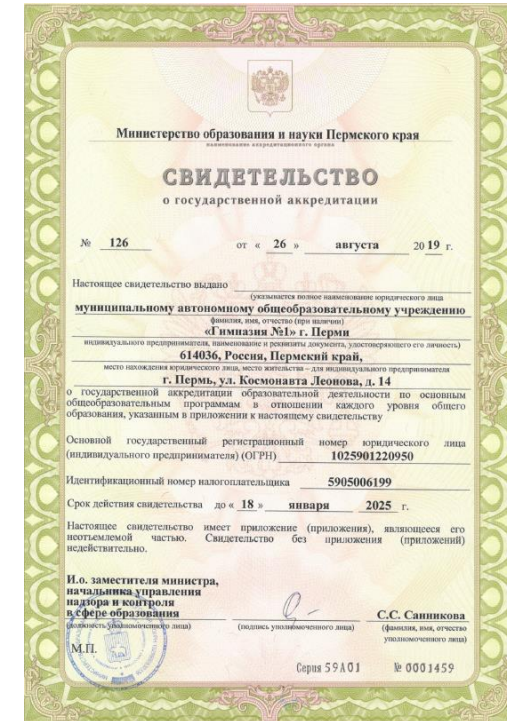 Министерство образования и науки Пермского края
наименование аккредитационного органа
СВИДЕТЕЛЬСТВО
о государственной аккредитации
№ 126 от « 26 » августа 20 19 г.
Настоящее свидетельство выдано
(указывается полное наименование юридического лица
муниципальному автономному общеобразовательному учреждению
фамилия, имя, отчество (при наличии)
«Гимназия №1» г. Перми
индивидуального предпринимателя, наименование и реквизиты документа, удостоверяющего его личность)
614036, Россия, Пермский край,
место нахождения юридического лица, место жительства – для индивидуального предпринимателя
г. Пермь, ул. Космонавта Леонова, д. 14
о государственной аккредитации образовательной деятельности по основным
общеобразовательным программам в отношении каждого уровня общего
образования, указанным в приложении к настоящему свидетельству
Основной государственный регистрационный номер юридического лица
(индивидуального предпринимателя) (ОГРН) 1025901220950
Идентификационный номер налогоплательщика 5905006199
Срок действия свидетельства до « 18 » января 2025 г.
Настоящее свидетельство имеет приложение (приложения), являющееся его
неотъемлемой частью. Свидетельство без приложения (приложений)
недействительно.
И.о. заместителя министра,
начальника управления
надзора и контроля
в сфере образования
С.С. Санникова
(должность уполномоченного лица)
(подпись уполномоченного лица)
(фамилия, имя, отчество
уполномоченного лица)
М.П.
Серия 59А01 № 0001459